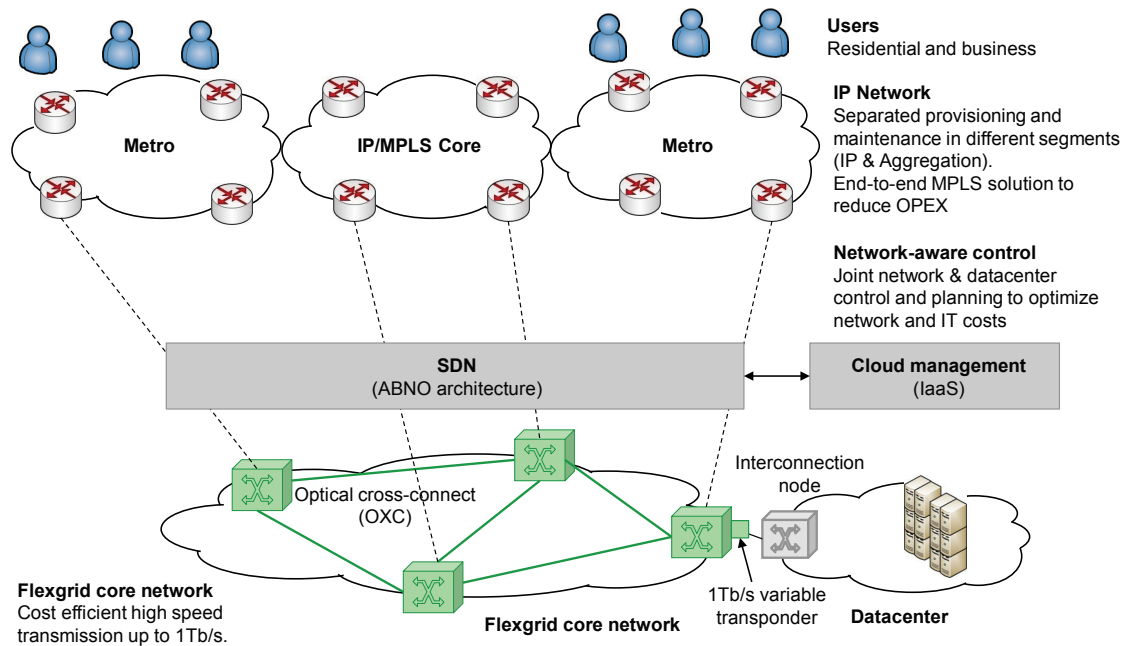 Users
Residential and business
IP Network
Separated provisioning and
maintenance in different segments
(IP & Aggregation).
End-to-end MPLS solution to
reduce OPEX
Metro
IP/MPLS Core
Metro
Network-aware control
Joint network & datacenter
control and planning to optimize
network and IT costs
SDN
(ABNO architecture)
Cloud management
(IaaS)
Optical cross-connect
(OXC)
Interconnection
node
1Tb/s variable
transponder
Datacenter
Flexgrid core network
Cost efficient high speed
transmission up to 1Tb/s.
Flexgrid core network